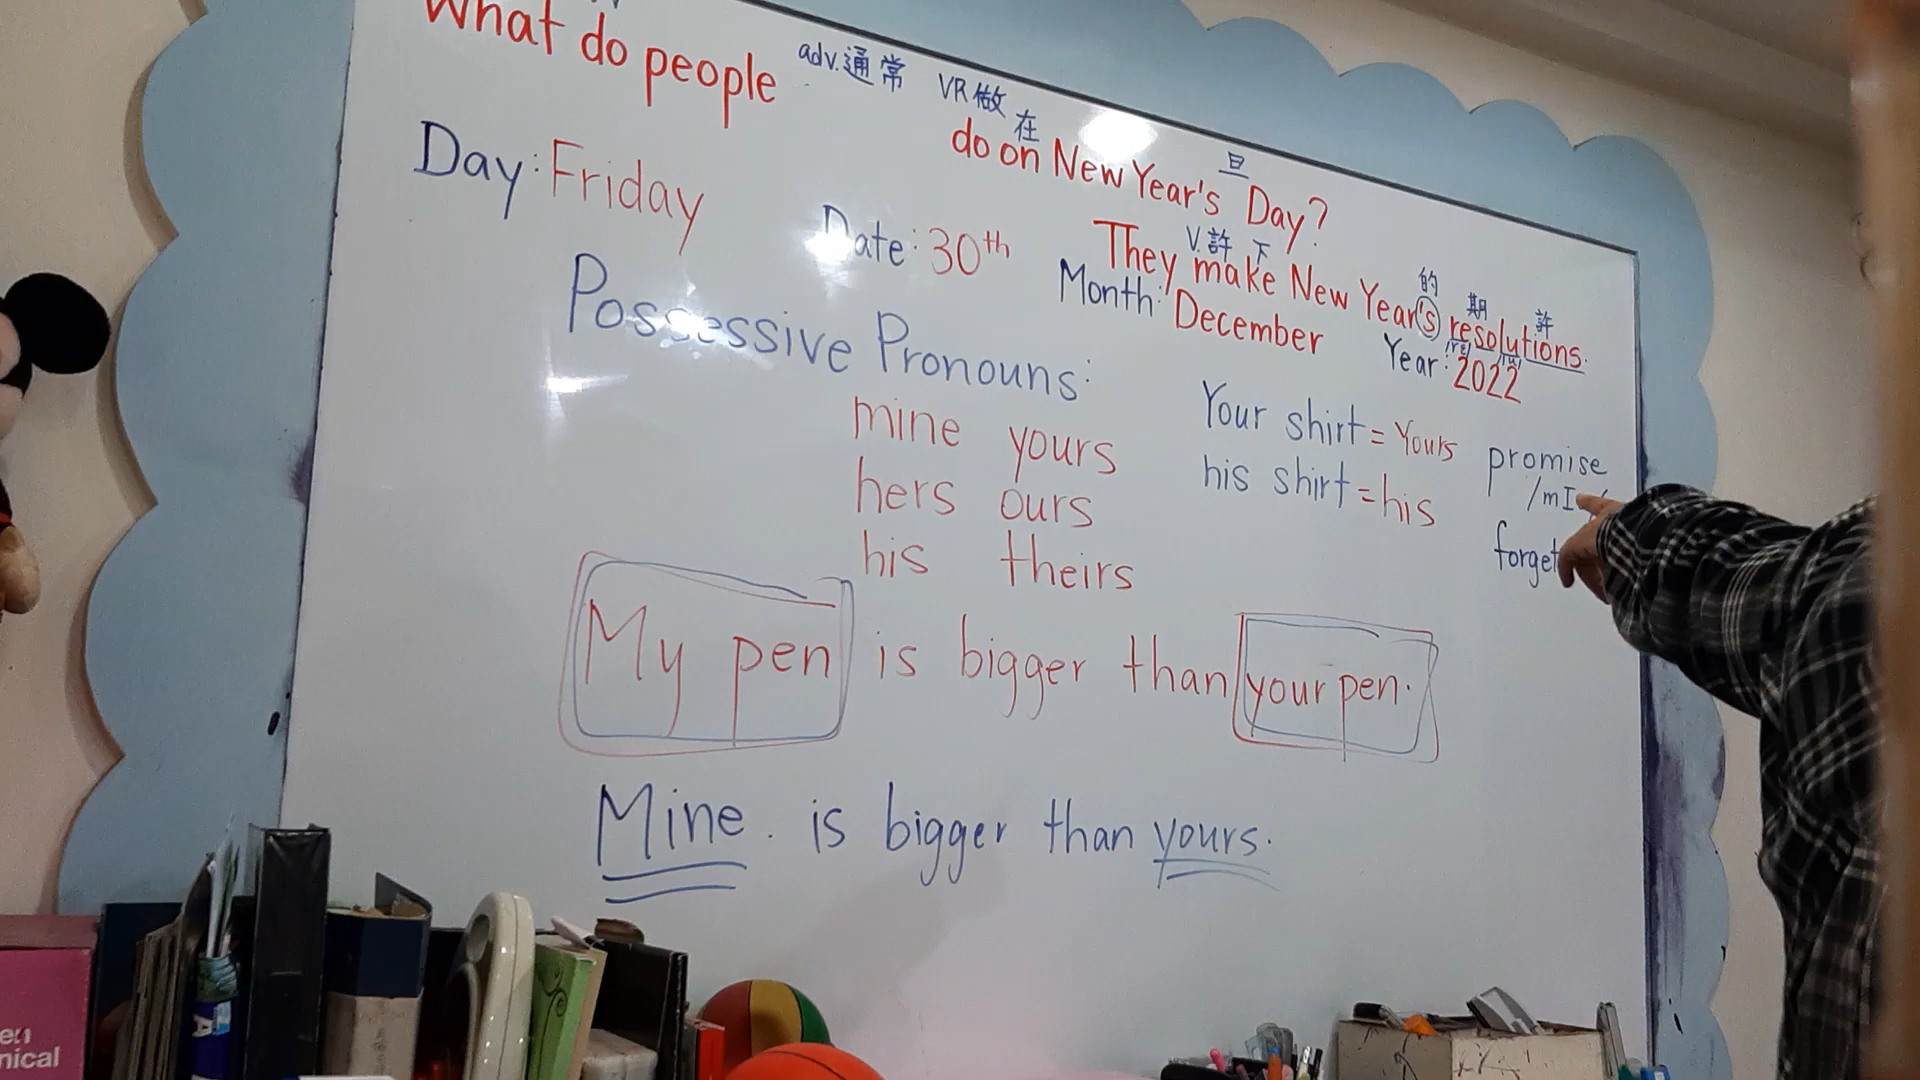 What do people
adv.通常 VR做 在
do on New Year's Day?
旦
Day: Friday
Date: 30th
V.許下 的 期 許
They make New Year's resolutions.
Month: December
Year: 2022
Possessive Pronouns:
mine yours
hers ours
his theirs
Your shirt = Yours
his shirt = his
promise
/mI
forget
My pen is bigger than your pen.
Mine. is bigger than yours.
en
nical
A